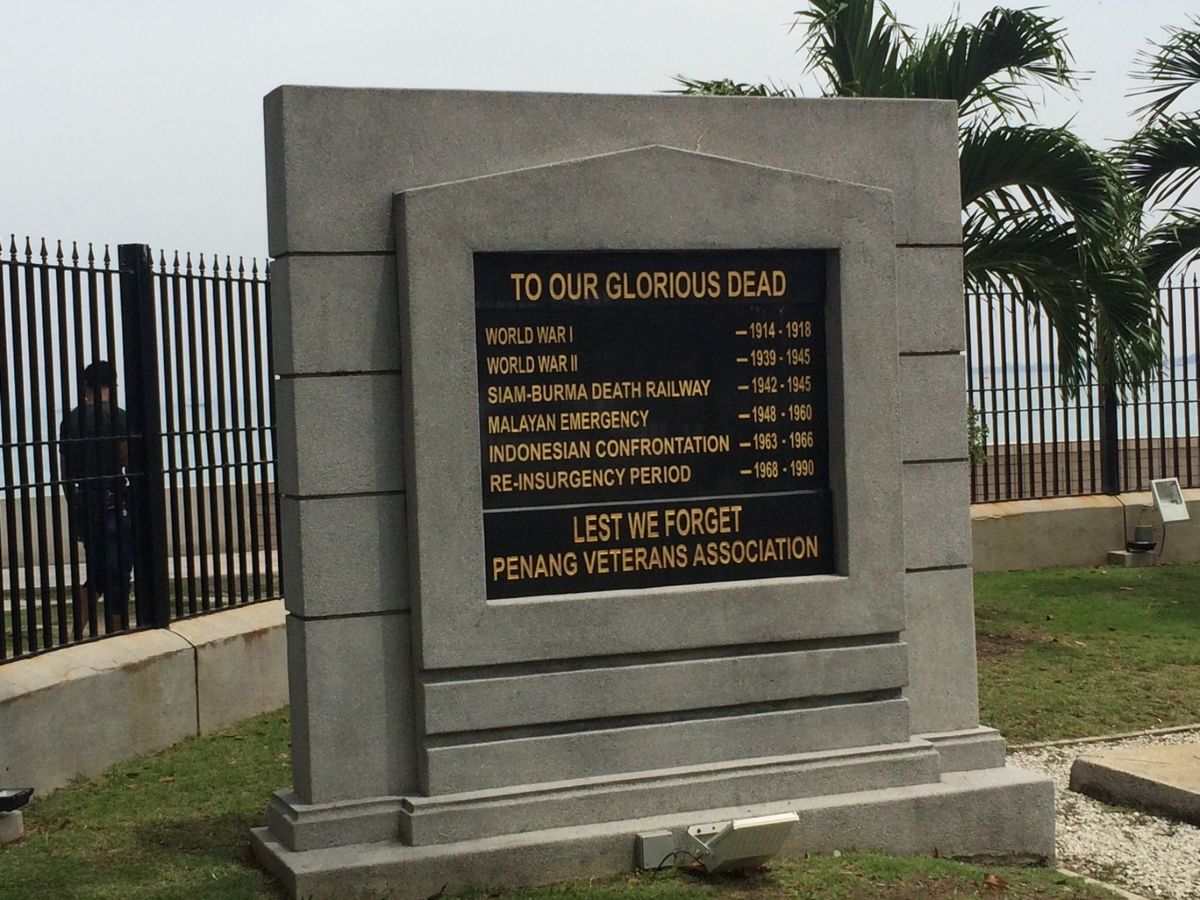 TO OUR GLORIOUS DEAD
WORLD WAR I — 1914 - 1918
WORLD WAR II — 1939 - 1945
SIAM-BURMA DEATH RAILWAY — 1942 - 1945
MALAYAN EMERGENCY — 1948 - 1960
INDONESIAN CONFRONTATION — 1963 - 1966
RE-INSURGENCY PERIOD — 1968 - 1990
LEST WE FORGET
PENANG VETERANS ASSOCIATION